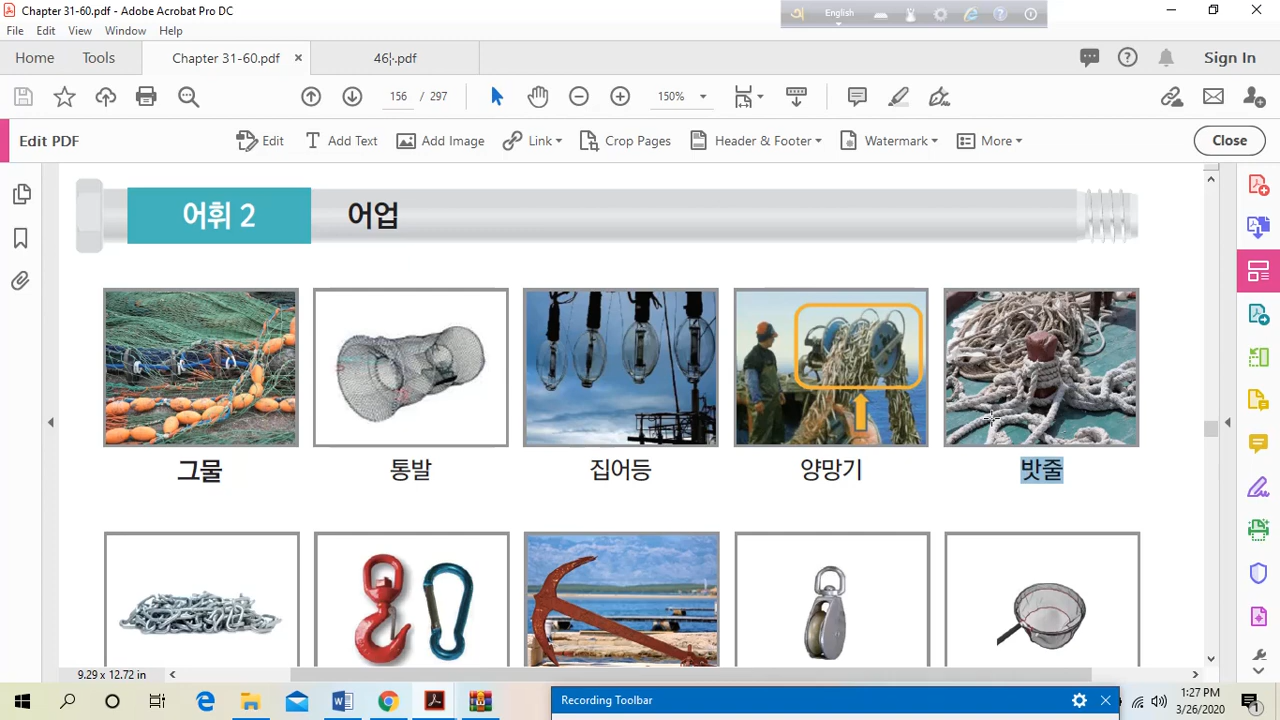 Chapter 31-60.pdf - Adobe Acrobat Pro DC
English
File Edit View Window Help
Home Tools Chapter 31-60.pdf × 46 .pdf Sign In
156 / 297 150%
Edit PDF Edit Add Text Add Image Link Crop Pages Header & Footer Watermark More Close
어휘 2 어업
그물 통발 집어등 양망기 밧줄
9.29 x 12.72 in
Recording Toolbar
1:27 PM
3/26/2020